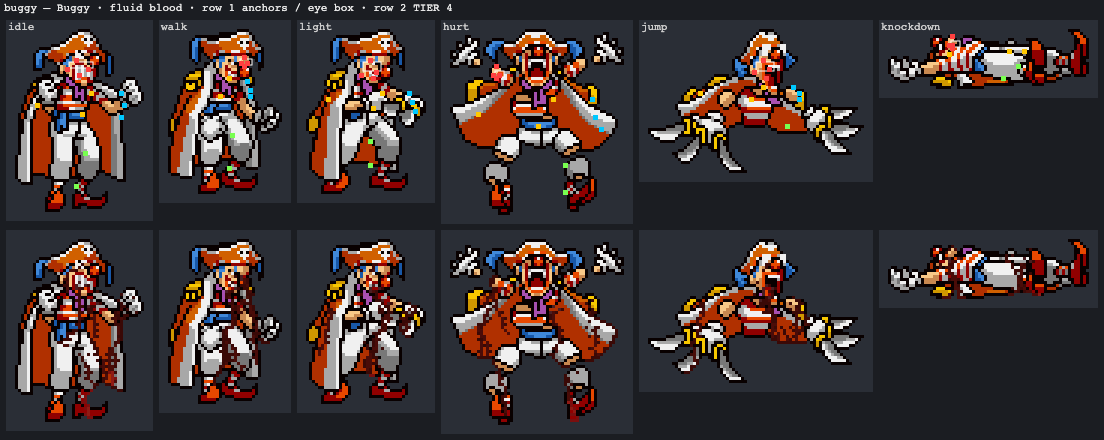 buggy — Buggy · fluid blood · row 1 anchors / eye box · row 2 TIER 4
idle
walk
light
hurt
jump
knockdown